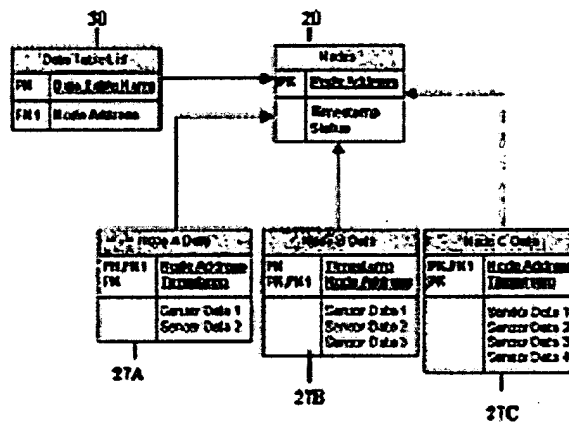 30
20
Data Table List
Nodes
PK Data Table Name
PK Node Address
FK1 Node Address
Timestamp
Status
Node A Data
Node B Data
Node C Data
PK,FK1 Node Address
PK Timestamp
PK Timestamp
PK,FK1 Node Address
PK,FK1 Node Address
PK Timestamp
Sensor Data 1
Sensor Data 2
Sensor Data 1
Sensor Data 2
Sensor Data 3
Sensor Data 1
Sensor Data 2
Sensor Data 3
Sensor Data 4
27A
27B
27C